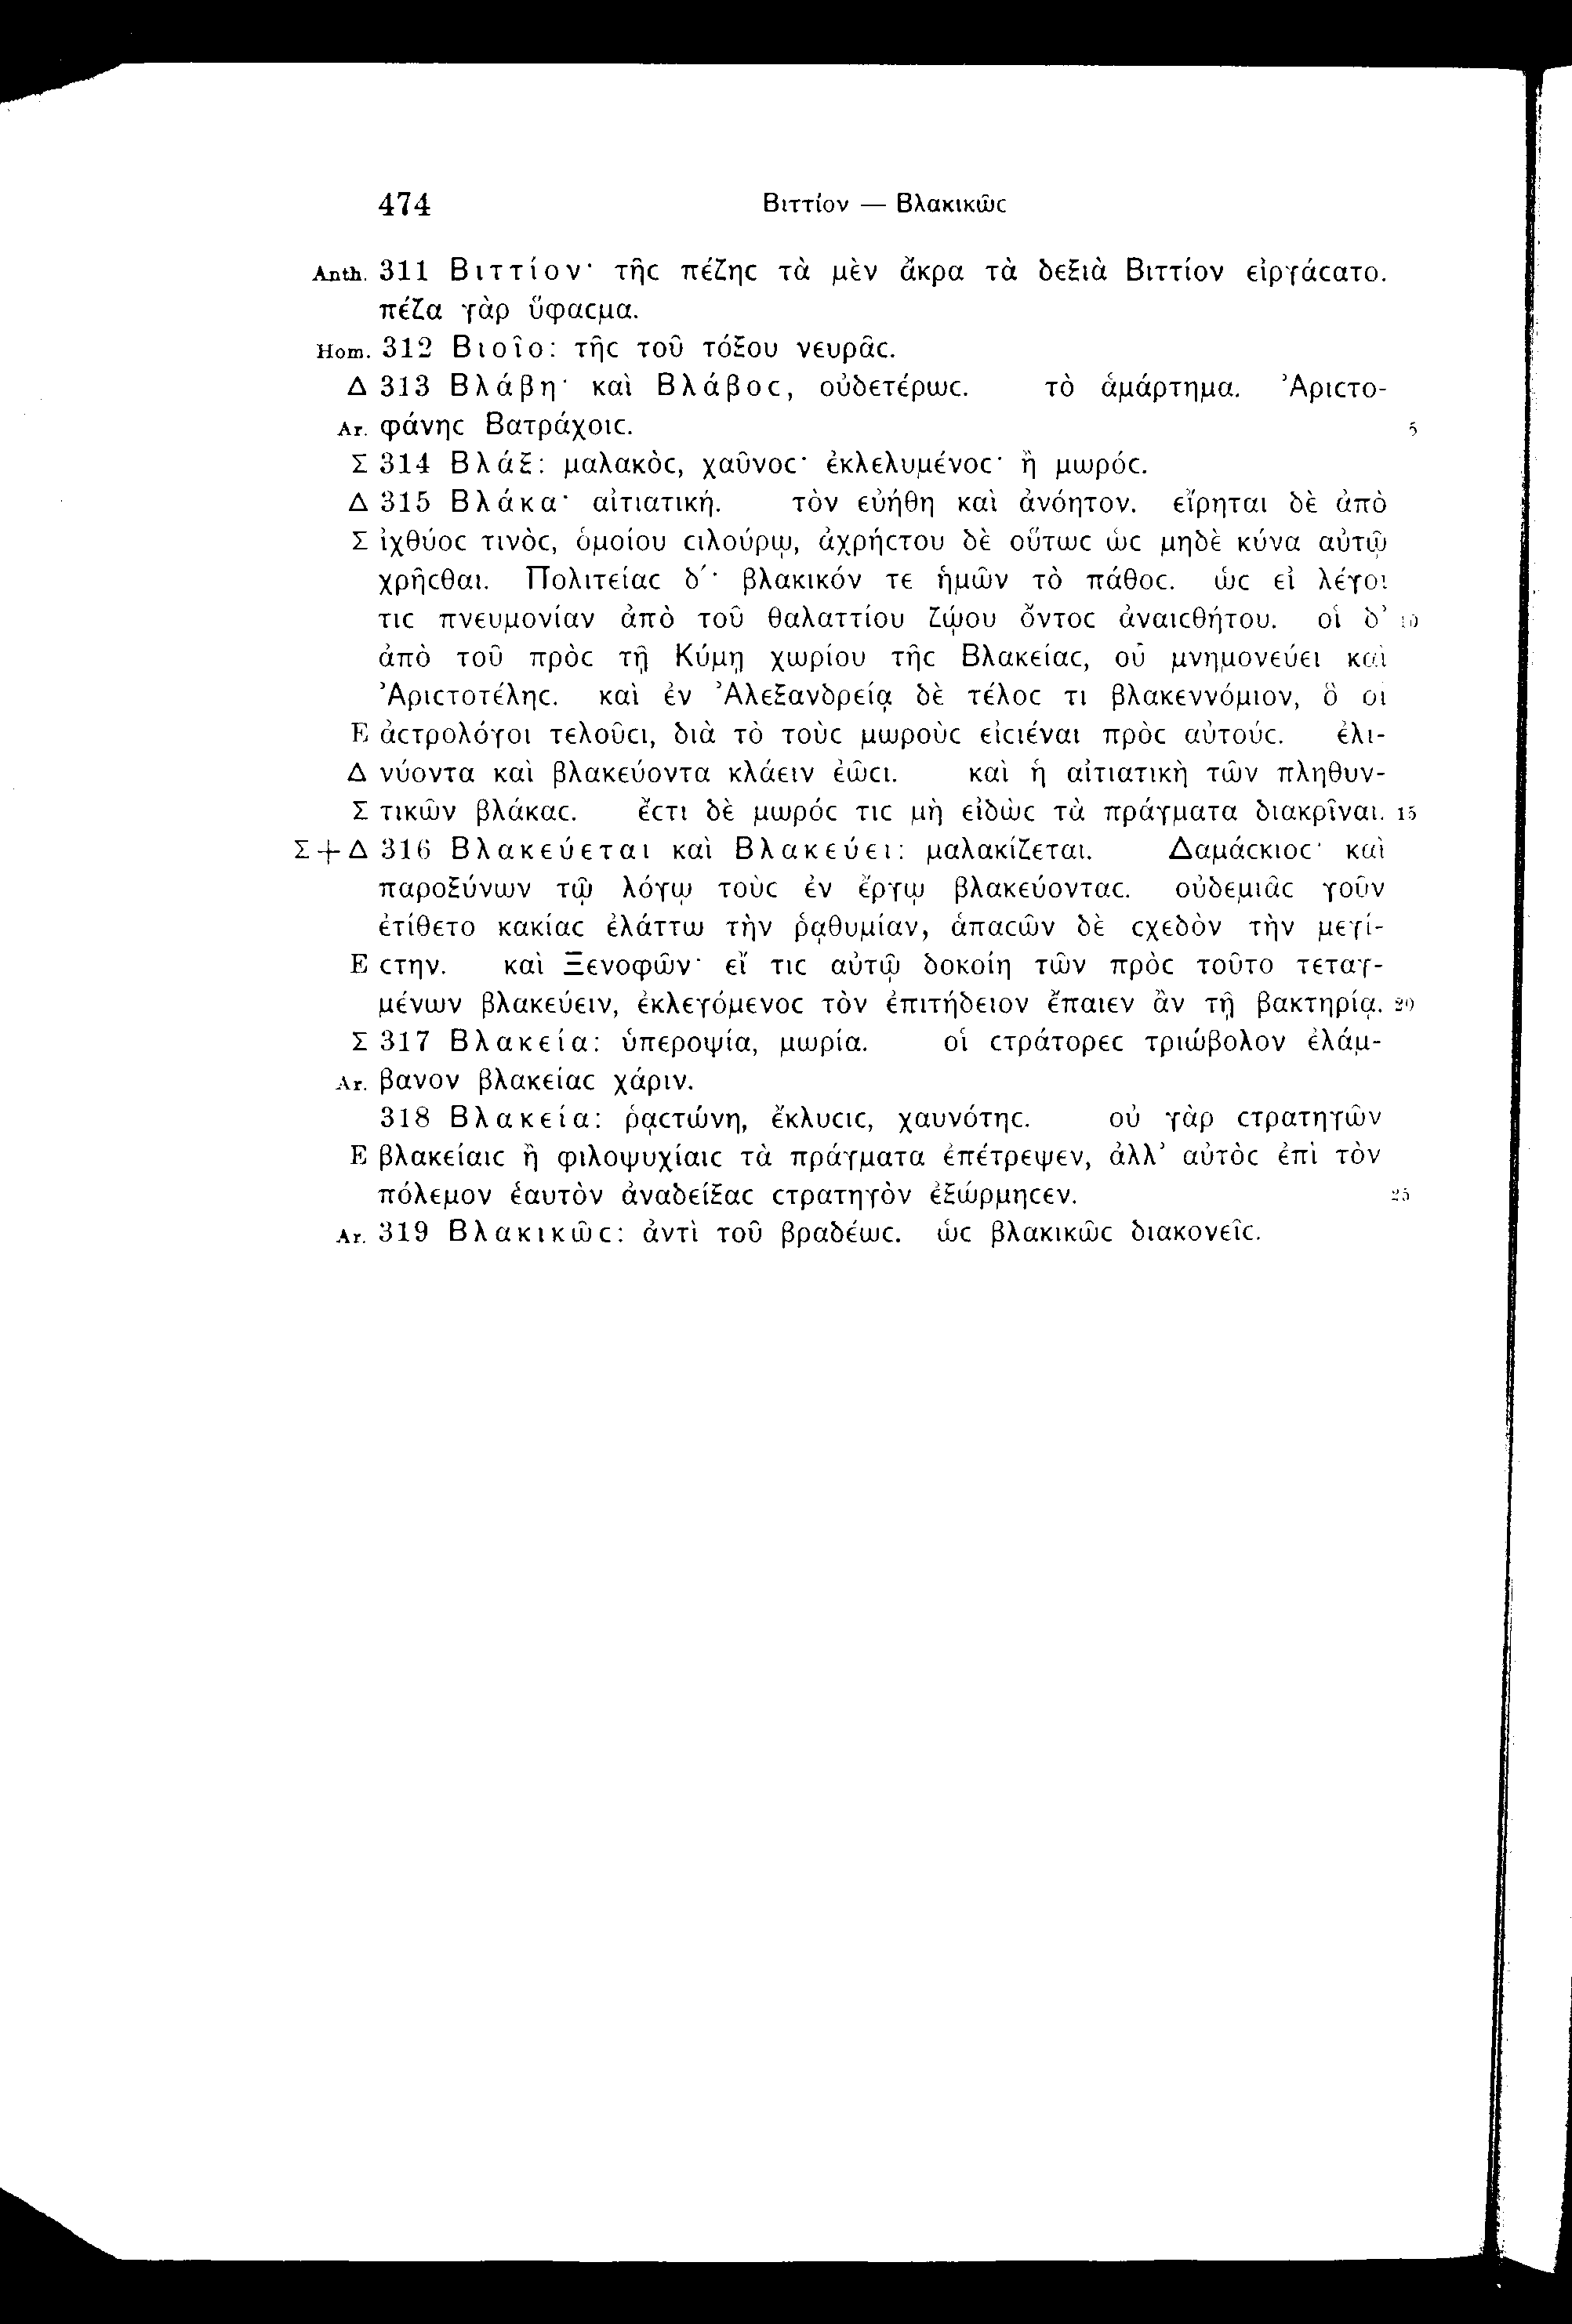 474 Βιττίον — Βλακικῶϲ
Anth. 311 Βιττίον· τῆϲ πέζηϲ τὰ μὲν ἄκρα τὰ δεξιὰ Βιττίον εἰργάϲατο.
πέζα γὰρ ὕφαϲμα.
Hom. 312 Βιοῖο: τῆϲ τοῦ τόξου νευρᾶϲ.
Δ 313 Βλάβη· καὶ Βλάβοϲ, οὐδετέρωϲ. τὸ ἁμάρτημα. Ἀριϲτο-
Ar. φάνηϲ Βατράχοιϲ. 5
Σ 314 Βλάξ: μαλακὸϲ, χαῦνοϲ· ἐκλελυμένοϲ· ἢ μωρόϲ.
Δ 315 Βλάκα· αἰτιατική. τὸν εὐήθη καὶ ἀνόητον. εἴρηται δὲ ἀπὸ
Σ ἰχθύοϲ τινὸϲ, ὁμοίου ϲιλούρῳ, ἀχρήϲτου δὲ οὕτωϲ ὡϲ μηδὲ κύνα αὐτῷ
χρῆϲθαι. Πολιτείαϲ δ´· βλακικόν τε ἡμῶν τὸ πάθοϲ. ὡϲ εἰ λέγοι
τιϲ πνευμονίαν ἀπὸ τοῦ θαλαττίου ζῴου ὄντοϲ ἀναιϲθήτου. οἱ δ’ 10
ἀπὸ τοῦ πρὸϲ τῇ Κύμῃ χωρίου τῆϲ Βλακείαϲ, οὗ μνημονεύει καὶ
Ἀριϲτοτέληϲ. καὶ ἐν Ἀλεξανδρείᾳ δὲ τέλοϲ τι βλακεννόμιον, ὃ οἱ
E ἀϲτρολόγοι τελοῦϲι, διὰ τὸ τοὺϲ μωροὺϲ εἰϲιέναι πρὸϲ αὐτούϲ. ἐλι-
Δ νύοντα καὶ βλακεύοντα κλάειν ἐῶϲι. καὶ ἡ αἰτιατικὴ τῶν πληθυν-
Σ τικῶν βλάκαϲ. ἔϲτι δὲ μωρόϲ τιϲ μὴ εἰδὼϲ τὰ πράγματα διακρῖναι. 15
Σ+Δ 316 Βλακεύεται καὶ Βλακεύει: μαλακίζεται. Δαμάϲκιοϲ· καὶ
παροξύνων τῷ λόγῳ τοὺϲ ἐν ἔργῳ βλακεύονταϲ. οὐδεμιᾶϲ γοῦν
ἐτίθετο κακίαϲ ἐλάττω τὴν ῥᾳθυμίαν, ἁπαϲῶν δὲ ϲχεδὸν τὴν μεγί-
E ϲτην. καὶ Ξενοφῶν· εἴ τιϲ αὐτῷ δοκοίη τῶν πρὸϲ τοῦτο τεταγ-
μένων βλακεύειν, ἐκλεγόμενοϲ τὸν ἐπιτήδειον ἔπαιεν ἂν τῇ βακτηρίᾳ. 20
Σ 317 Βλακεία: ὑπεροψία, μωρία. οἱ ϲτράτορεϲ τριώβολον ἐλάμ-
Ar. βανον βλακείαϲ χάριν.
318 Βλακεία: ῥᾳϲτώνη, ἔκλυϲιϲ, χαυνότηϲ. οὐ γὰρ ϲτρατηγῶν
E βλακείαιϲ ἢ φιλοψυχίαιϲ τὰ πράγματα ἐπέτρεψεν, ἀλλ’ αὐτὸϲ ἐπὶ τὸν
πόλεμον ἑαυτὸν ἀναδείξαϲ ϲτρατηγὸν ἐξώρμηϲεν. 25
Ar. 319 Βλακικῶϲ: ἀντὶ τοῦ βραδέωϲ. ὡϲ βλακικῶϲ διακονεῖϲ.